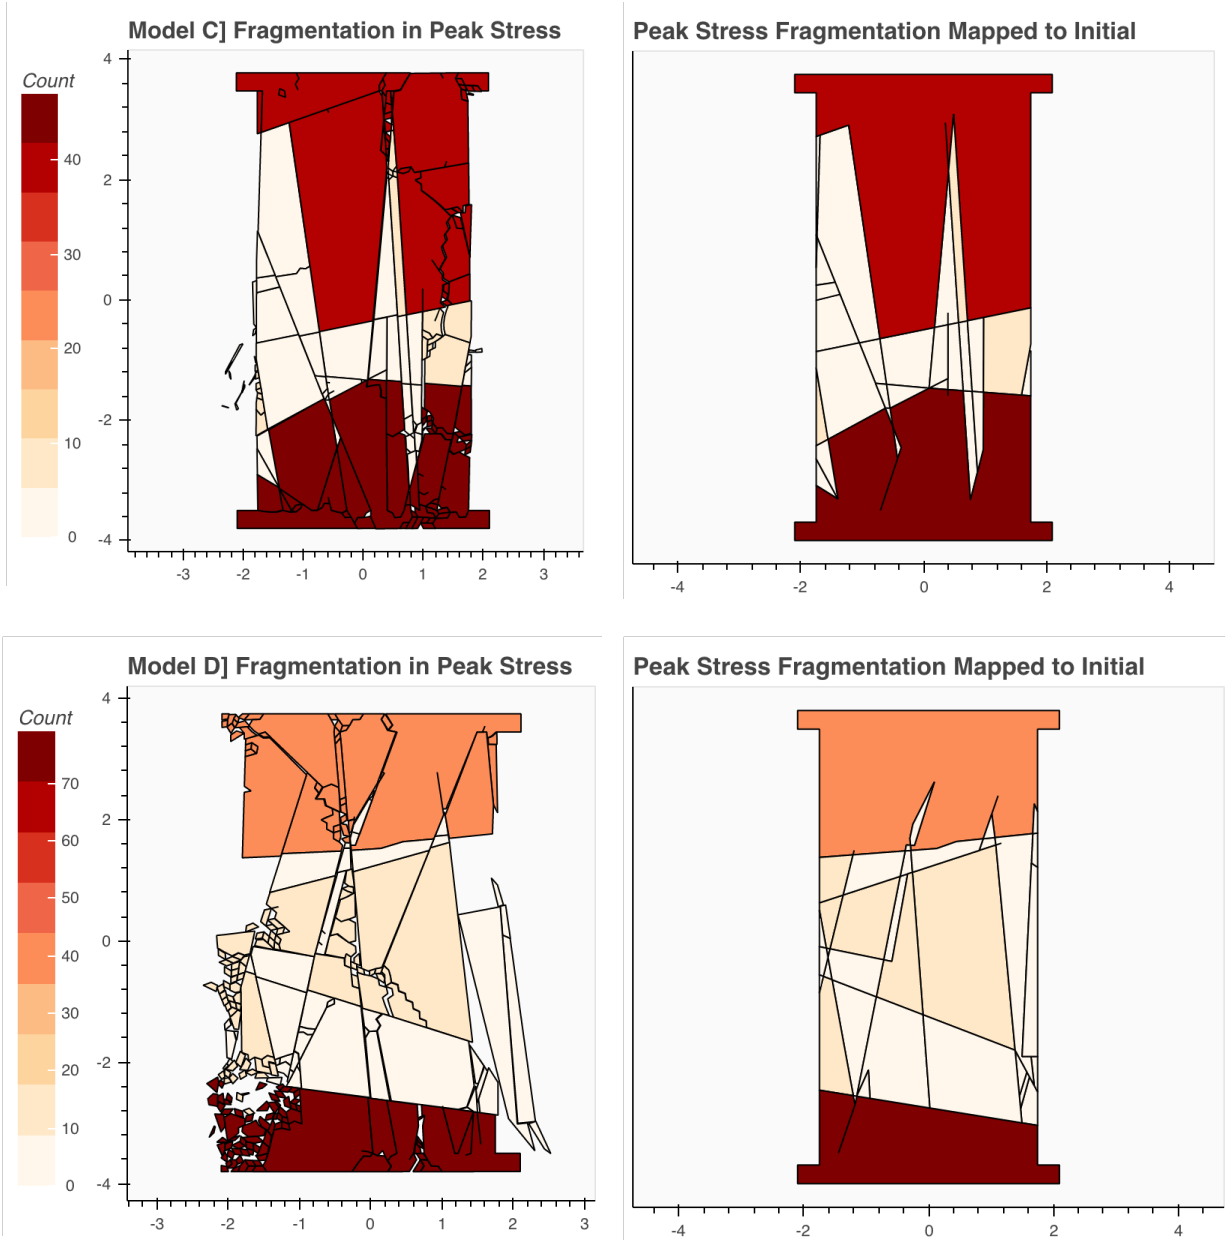 Model C] Fragmentation in Peak Stress
Count
40
30
20
10
0
4
2
0
-2
-4
-3 -2 -1 0 1 2 3
Peak Stress Fragmentation Mapped to Initial
-4 -2 0 2 4
Model D] Fragmentation in Peak Stress
Count
70
60
50
40
30
20
10
0
4
2
0
-2
-4
-3 -2 -1 0 1 2 3
Peak Stress Fragmentation Mapped to Initial
-4 -2 0 2 4